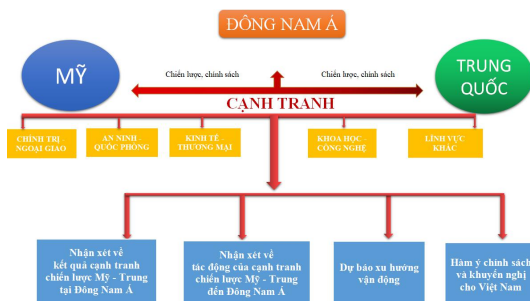 ĐÔNG NAM Á
MỸ
Chiến lược, chính sách
Chiến lược, chính sách
TRUNG
QUỐC
CẠNH TRANH
CHÍNH TRỊ -
NGOẠI GIAO
AN NINH -
QUỐC PHÒNG
KINH TẾ -
THƯƠNG MẠI
KHOA HỌC
CÔNG NGHỆ
LĨNH VỰC
KHÁC
Nhận xét về
kết quả cạnh tranh
chiến lược Mỹ - Trung
tại Đông Nam Á
Nhận xét về
tác động của cạnh tranh
chiến lược Mỹ - Trung
đến Đông Nam Á
Dự báo xu hướng
vận động
Hàm ý chính sách
và khuyến nghị
cho Việt Nam